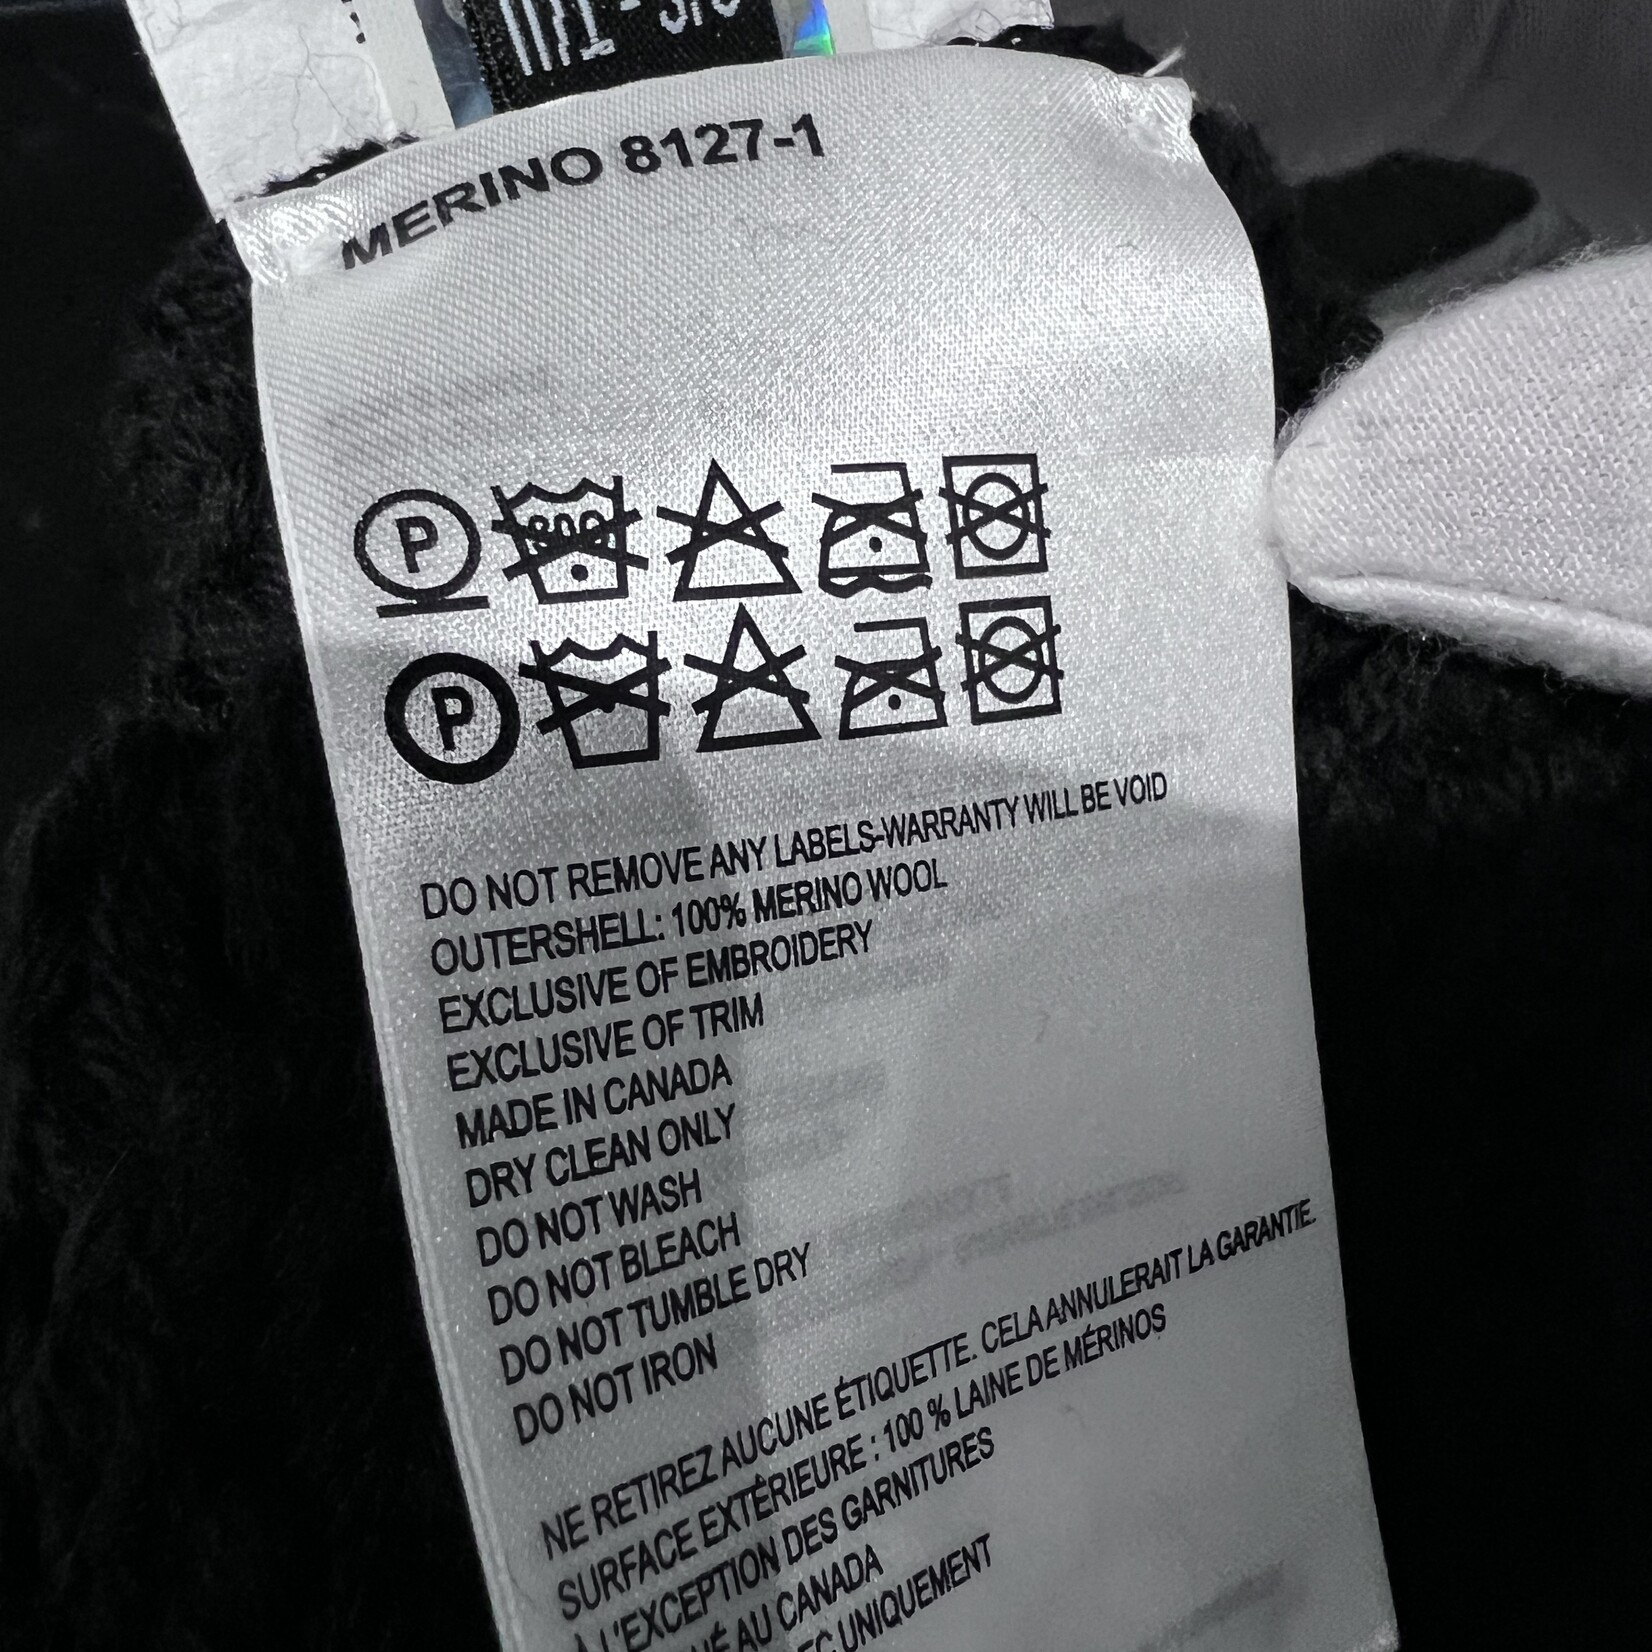 MERINO 8127-1
P
P
DO NOT REMOVE ANY LABELS-WARRANTY WILL BE VOID
OUTERSHELL: 100% MERINO WOOL
EXCLUSIVE OF EMBROIDERY
EXCLUSIVE OF TRIM
MADE IN CANADA
DRY CLEAN ONLY
DO NOT WASH
DO NOT BLEACH
DO NOT TUMBLE DRY
DO NOT IRON
NE RETIREZ AUCUNE ÉTIQUETTE. CELA ANNULERAIT LA GARANTIE.
SURFACE EXTÉRIEURE : 100 % LAINE DE MÉRINOS
À L'EXCEPTION DES GARNITURES
AU CANADA
UNIQUEMENT